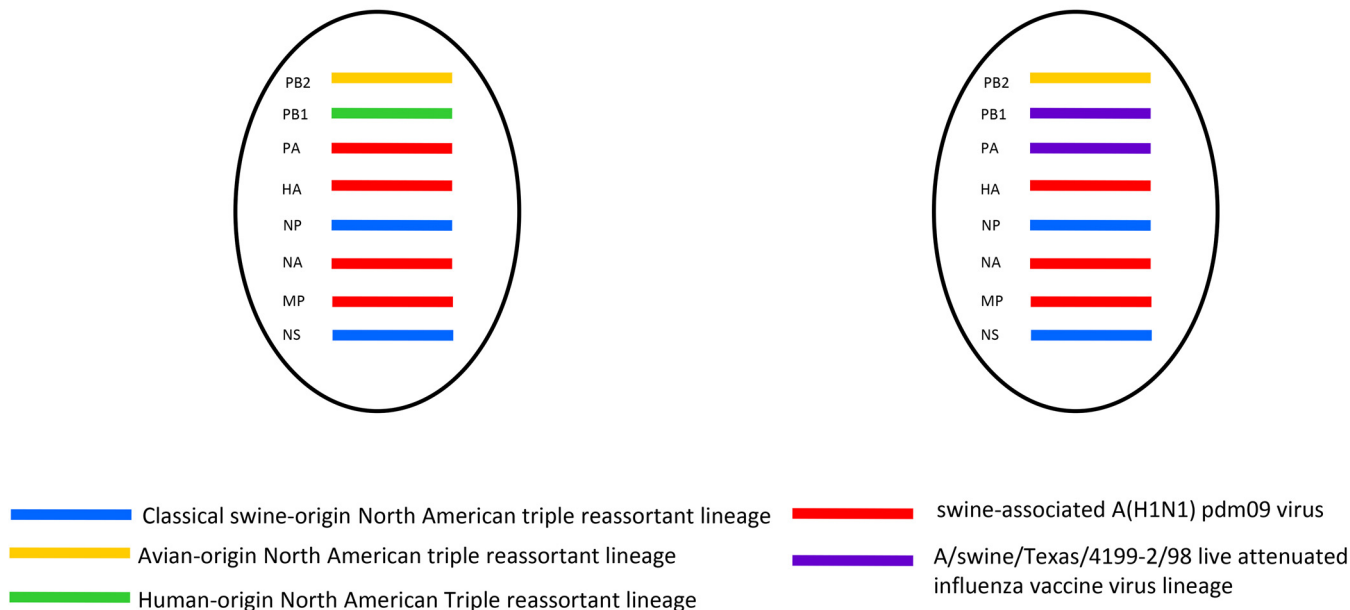 PB2
PB1
PA
HA
NP
NA
MP
NS
PB2
PB1
PA
HA
NP
NA
MP
NS
Classical swine-origin North American triple reassortant lineage
Avian-origin North American triple reassortant lineage
Human-origin North American Triple reassortant lineage
swine-associated A(H1N1) pdm09 virus
A/swine/Texas/4199-2/98 live attenuated
influenza vaccine virus lineage